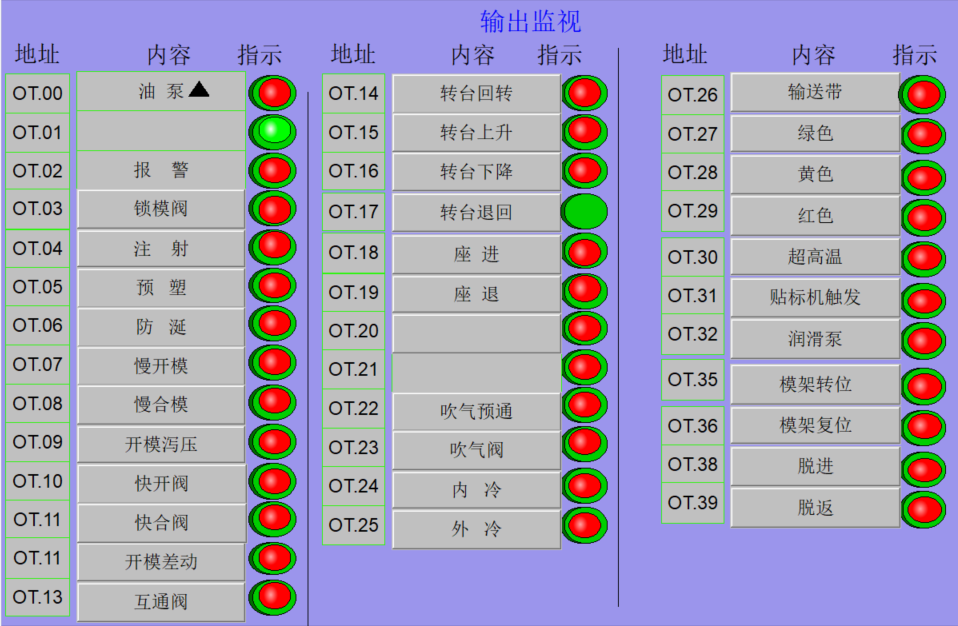 输出监视
地址 内容 指示
OT.00 油 泵▲
OT.01
OT.02 报 警
OT.03 锁模阀
OT.04 注 射
OT.05 预 塑
OT.06 防 涎
OT.07 慢开模
OT.08 慢合模
OT.09 开模泻压
OT.10 快开阀
OT.11 快合阀
OT.11 开模差动
OT.13 互通阀
地址 内容 指示
OT.14 转台回转
OT.15 转台上升
OT.16 转台下降
OT.17 转台退回
OT.18 座 进
OT.19 座 退
OT.20
OT.21
OT.22 吹气预通
OT.23 吹气阀
OT.24 内 冷
OT.25 外 冷
地址 内容 指示
OT.26 输送带
OT.27 绿色
OT.28 黄色
OT.29 红色
OT.30 超高温
OT.31 贴标机触发
OT.32 润滑泵
OT.35 模架转位
OT.36 模架复位
OT.38 脱进
OT.39 脱返